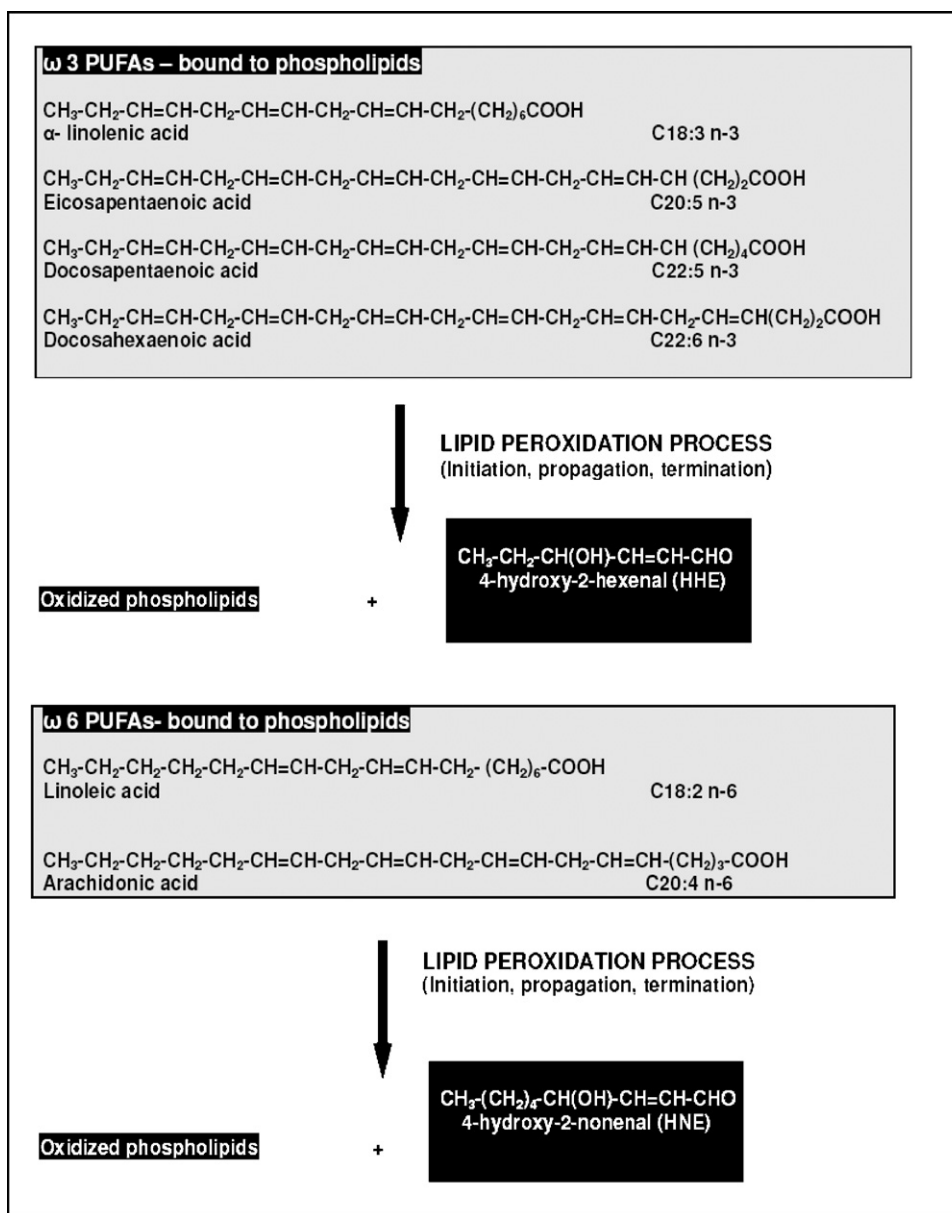 ω 3 PUFAs – bound to phospholipids
CH₃-CH₂-CH=CH-CH₂-CH=CH-CH₂-CH=CH-CH₂-(CH₂)₆COOH
α- linolenic acid C18:3 n-3
CH₃-CH₂-CH=CH-CH₂-CH=CH-CH₂-CH=CH-CH₂-CH=CH-CH₂-CH=CH-CH (CH₂)₂COOH
Eicosapentaenoic acid C20:5 n-3
CH₃-CH₂-CH=CH-CH₂-CH=CH-CH₂-CH=CH-CH₂-CH=CH-CH₂-CH=CH-CH (CH₂)₄COOH
Docosapentaenoic acid C22:5 n-3
CH₃-CH₂-CH=CH-CH₂-CH=CH-CH₂-CH=CH-CH₂-CH=CH-CH₂-CH=CH-CH₂-CH=CH(CH₂)₂COOH
Docosahexaenoic acid C22:6 n-3
LIPID PEROXIDATION PROCESS
(Initiation, propagation, termination)
CH₃-CH₂-CH(OH)-CH=CH-CHO
4-hydroxy-2-hexenal (HHE)
Oxidized phospholipids +
ω 6 PUFAs- bound to phospholipids
CH₃-CH₂-CH₂-CH₂-CH₂-CH=CH-CH₂-CH=CH-CH₂- (CH₂)₆-COOH
Linoleic acid C18:2 n-6
CH₃-CH₂-CH₂-CH₂-CH₂-CH=CH-CH₂-CH=CH-CH₂-CH=CH-CH₂-CH=CH-(CH₂)₃-COOH
Arachidonic acid C20:4 n-6
LIPID PEROXIDATION PROCESS
(Initiation, propagation, termination)
CH₃-(CH₂)₄-CH(OH)-CH=CH-CHO
4-hydroxy-2-nonenal (HNE)
Oxidized phospholipids +